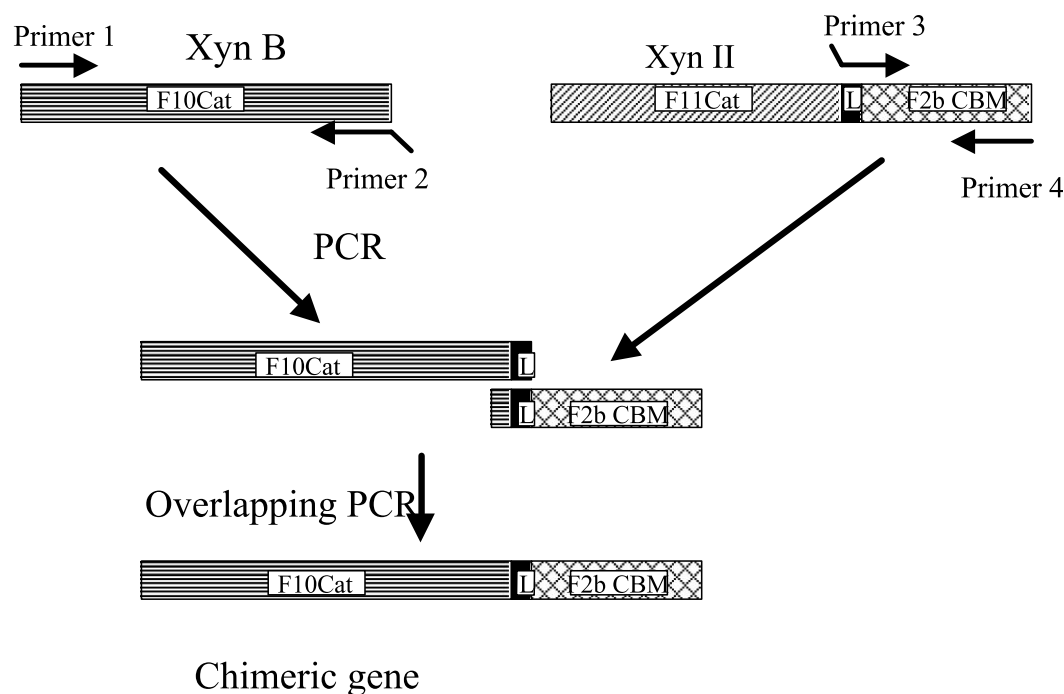 Primer 1
Xyn B
Primer 3
Xyn II
F10Cat
F11Cat
L
F2b CBM
Primer 2
Primer 4
PCR
F10Cat
L
L
F2b CBM
Overlapping PCR
F10Cat
L
F2b CBM
Chimeric gene